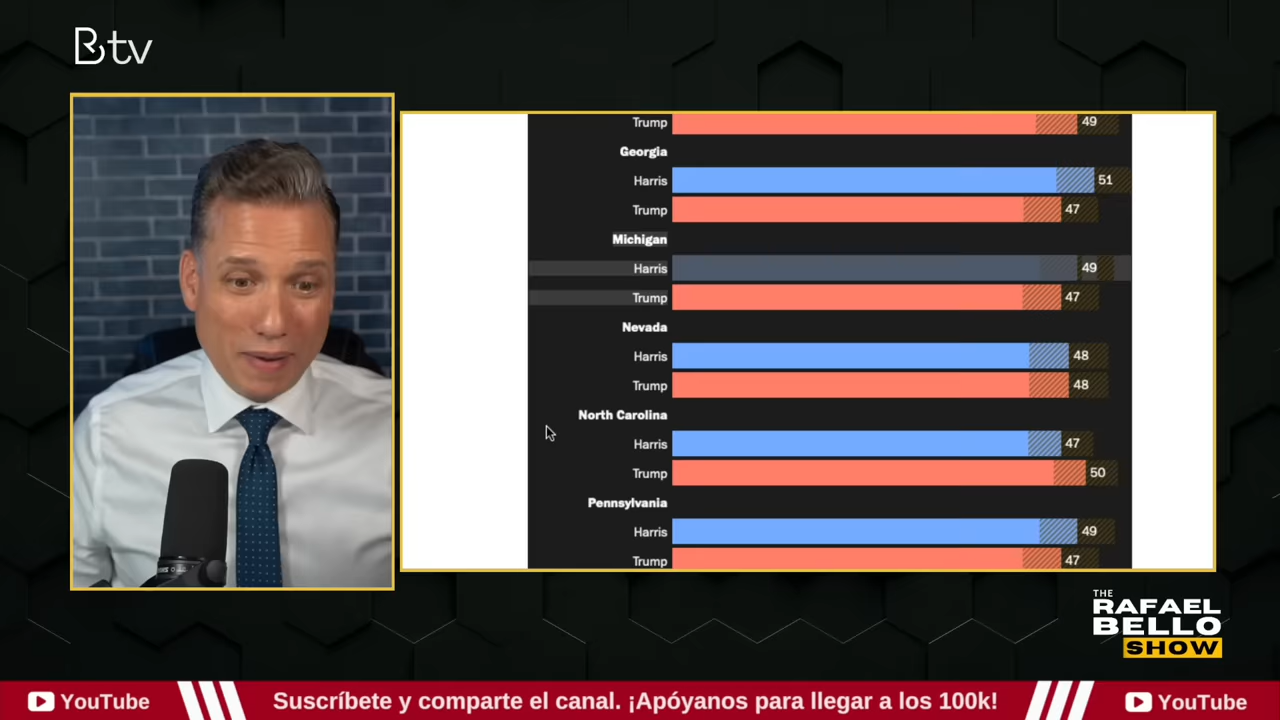 Btv
Trump 49
Georgia
Harris 51
Trump 47
Michigan
Harris 49
Trump 47
Nevada
Harris 48
Trump 48
North Carolina
Harris 47
Trump 50
Pennsylvania
Harris 49
Trump 47
THE
RAFAEL
BELLO
SHOW
YouTube Suscríbete y comparte el canal. ¡Apóyanos para llegar a los 100k! YouTube